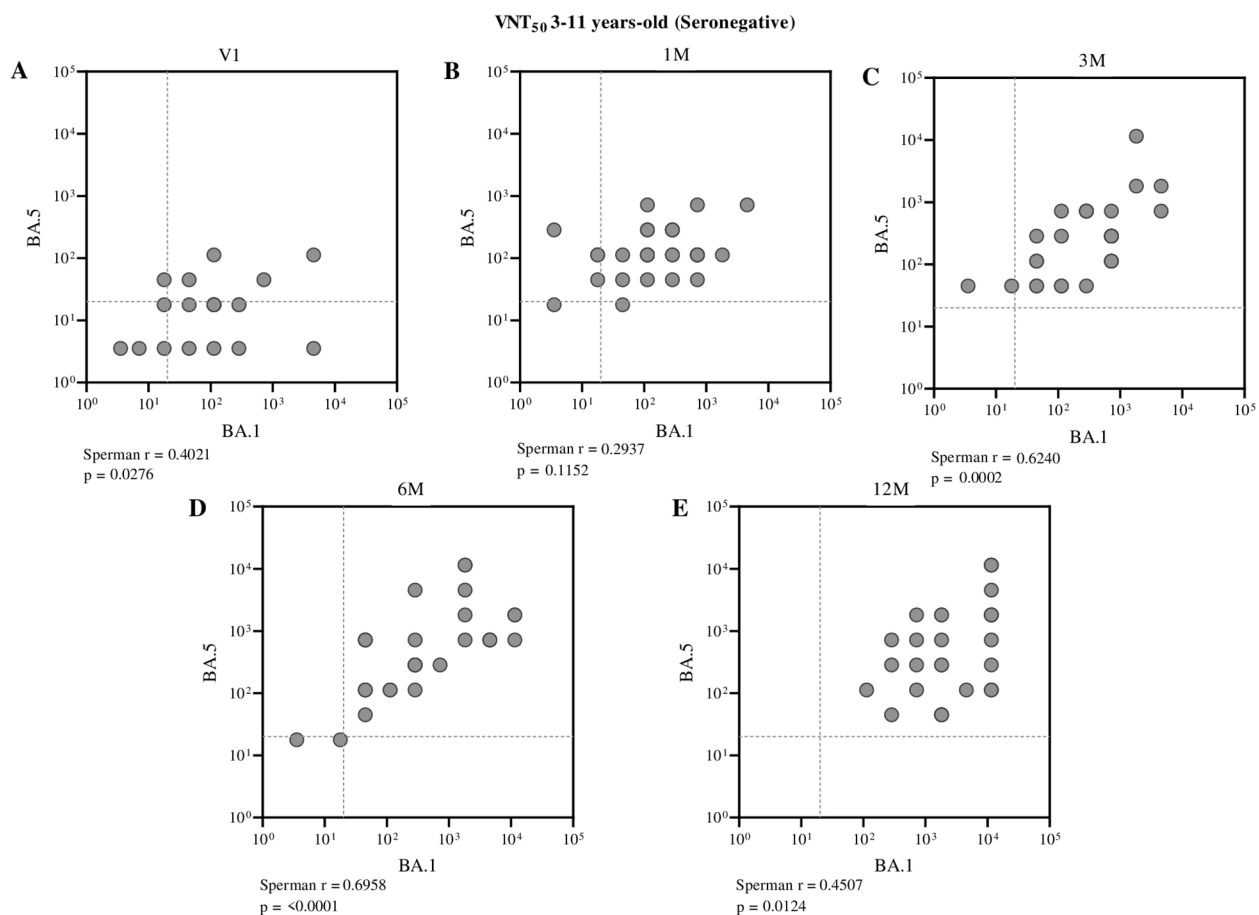 VNT50 3-11 years-old (Seronegative)
A
V1
10^5
10^4
10^3
10^2
10^1
10^0
BA.5
10^0 10^1 10^2 10^3 10^4 10^5
BA.1
Sperman r = 0.4021
p = 0.0276
B
1M
10^5
10^4
10^3
10^2
10^1
10^0
BA.5
10^0 10^1 10^2 10^3 10^4 10^5
BA.1
Sperman r = 0.2937
p = 0.1152
C
3M
10^5
10^4
10^3
10^2
10^1
10^0
BA.5
10^0 10^1 10^2 10^3 10^4 10^5
BA.1
Sperman r = 0.6240
p = 0.0002
D
6M
10^5
10^4
10^3
10^2
10^1
10^0
BA.5
10^0 10^1 10^2 10^3 10^4 10^5
BA.1
Sperman r = 0.6958
p = <0.0001
E
12M
10^5
10^4
10^3
10^2
10^1
10^0
BA.5
10^0 10^1 10^2 10^3 10^4 10^5
BA.1
Sperman r = 0.4507
p = 0.0124